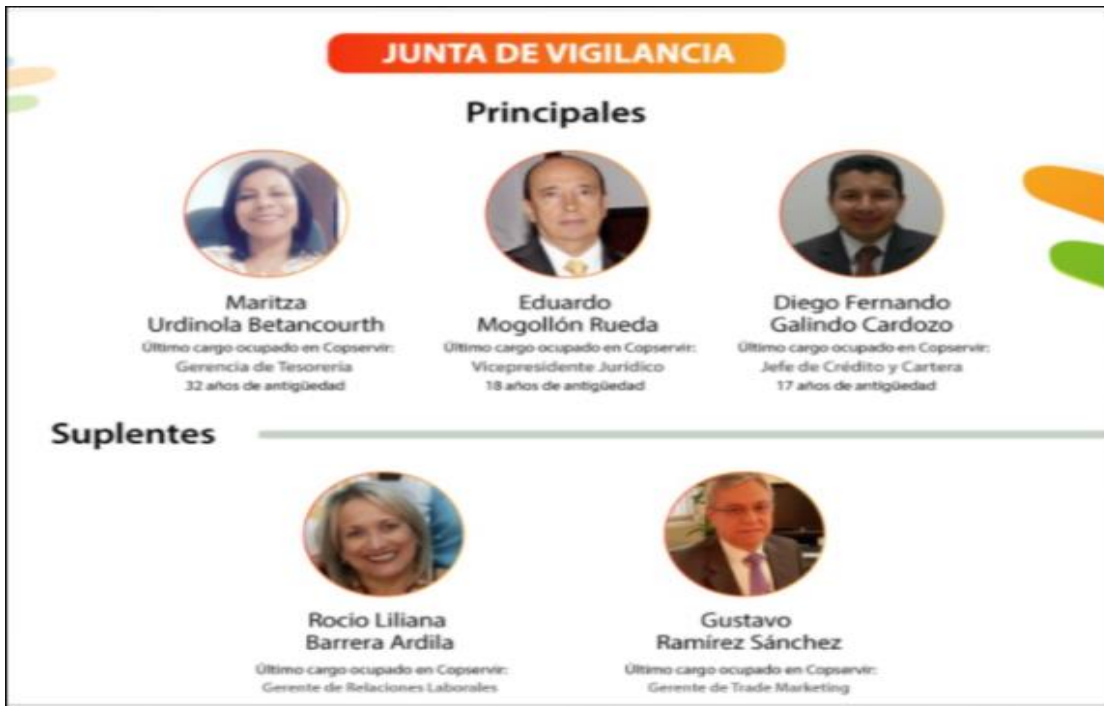 JUNTA DE VIGILANCIA
Principales
Maritza
Urdinola Betancourth
Último cargo ocupado en Copservir:
Gerencia de Tesorería
32 años de antigüedad
Eduardo
Mogollón Rueda
Último cargo ocupado en Copservir:
Vicepresidente Jurídico
18 años de antigüedad
Diego Fernando
Galindo Cardozo
Último cargo ocupado en Copservir:
Jefe de Crédito y Cartera
17 años de antigüedad
Suplentes
Rocio Liliana
Barrera Ardila
Último cargo ocupado en Copservir:
Gerente de Relaciones Laborales
Gustavo
Ramírez Sánchez
Último cargo ocupado en Copservir:
Gerente de Trade Marketing